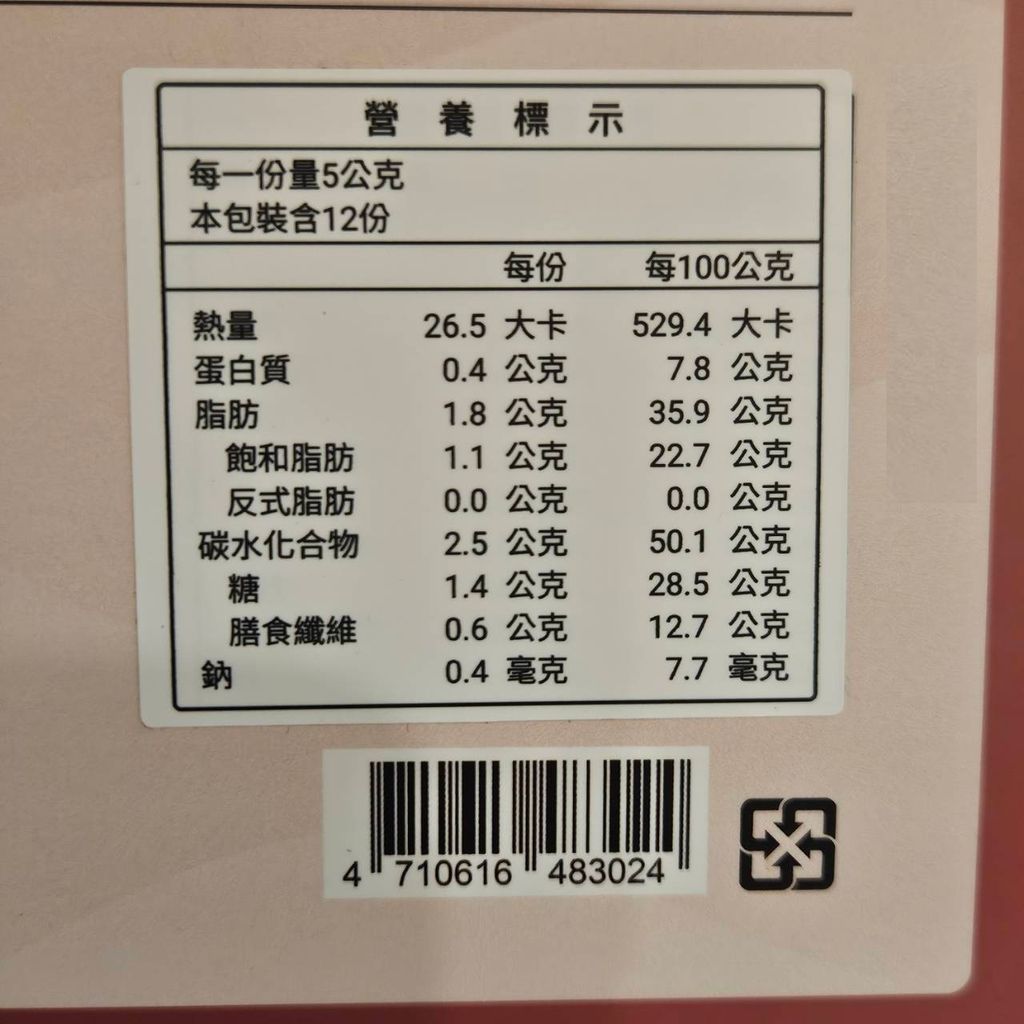 營養標示
每一份量5公克
本包裝含12份
每份 每100公克
熱量 26.5 大卡 529.4 大卡
蛋白質 0.4 公克 7.8 公克
脂肪 1.8 公克 35.9 公克
飽和脂肪 1.1 公克 22.7 公克
反式脂肪 0.0 公克 0.0 公克
碳水化合物 2.5 公克 50.1 公克
糖 1.4 公克 28.5 公克
膳食纖維 0.6 公克 12.7 公克
鈉 0.4 毫克 7.7 毫克
4 710616 483024